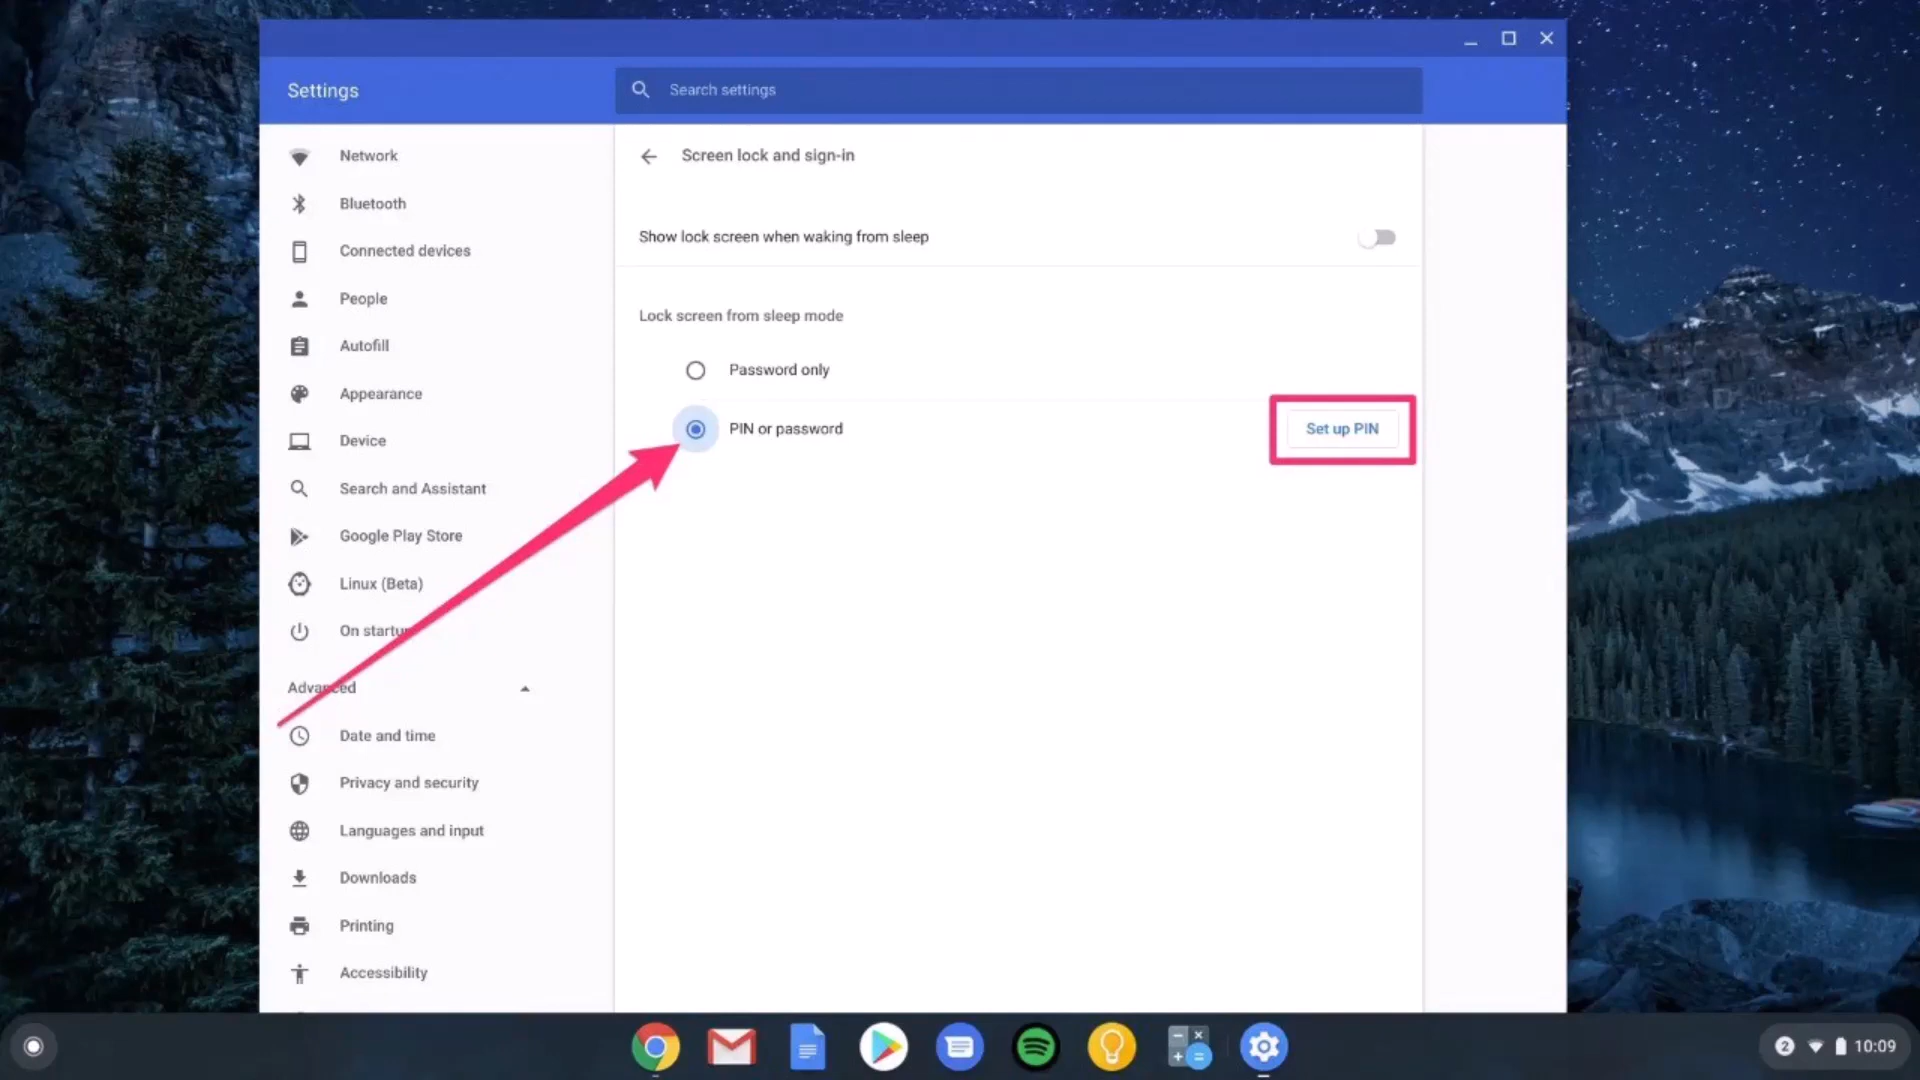 Settings
Search settings
Network
Bluetooth
Connected devices
People
Autofill
Appearance
Device
Search and Assistant
Google Play Store
Linux (Beta)
On startup
Advanced
Date and time
Privacy and security
Languages and input
Downloads
Printing
Accessibility
Screen lock and sign-in
Show lock screen when waking from sleep
Lock screen from sleep mode
Password only
PIN or password
Set up PIN
2
10:09